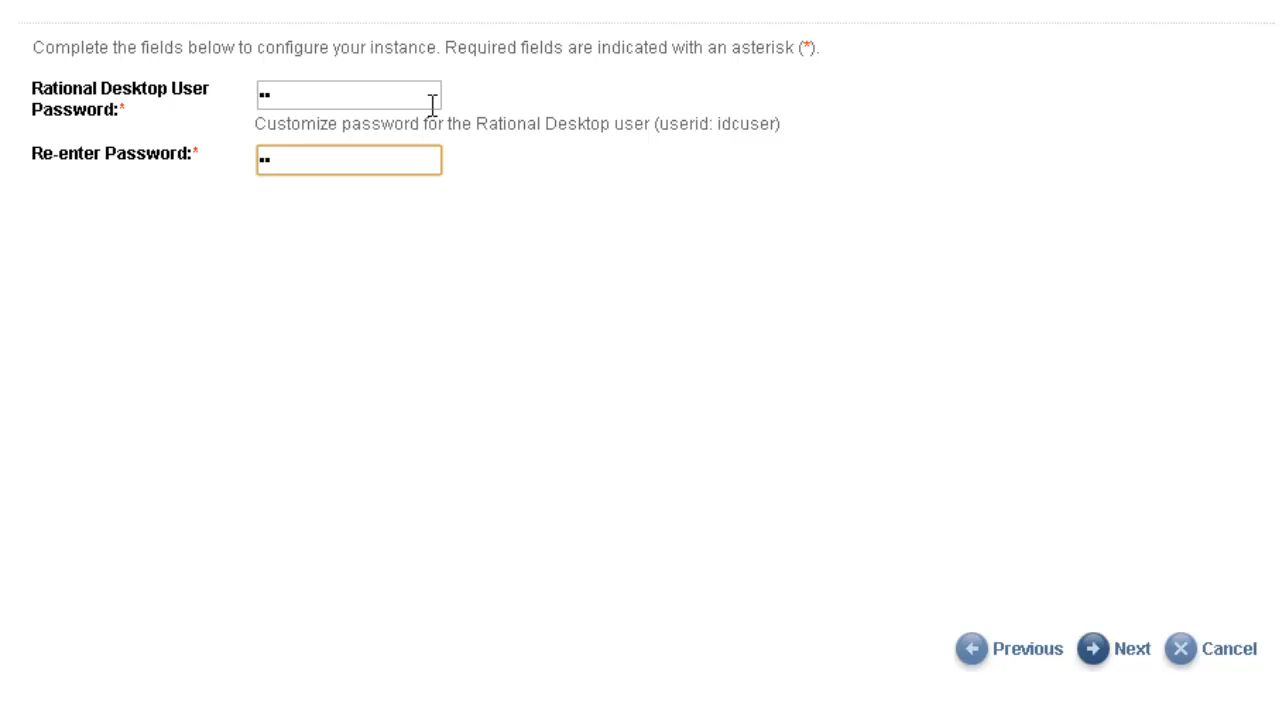 Complete the fields below to configure your instance. Required fields are indicated with an asterisk (*).
Rational Desktop User
Password:*
••
Customize password for the Rational Desktop user (userid: idcuser)
Re-enter Password:*
••
Previous Next Cancel